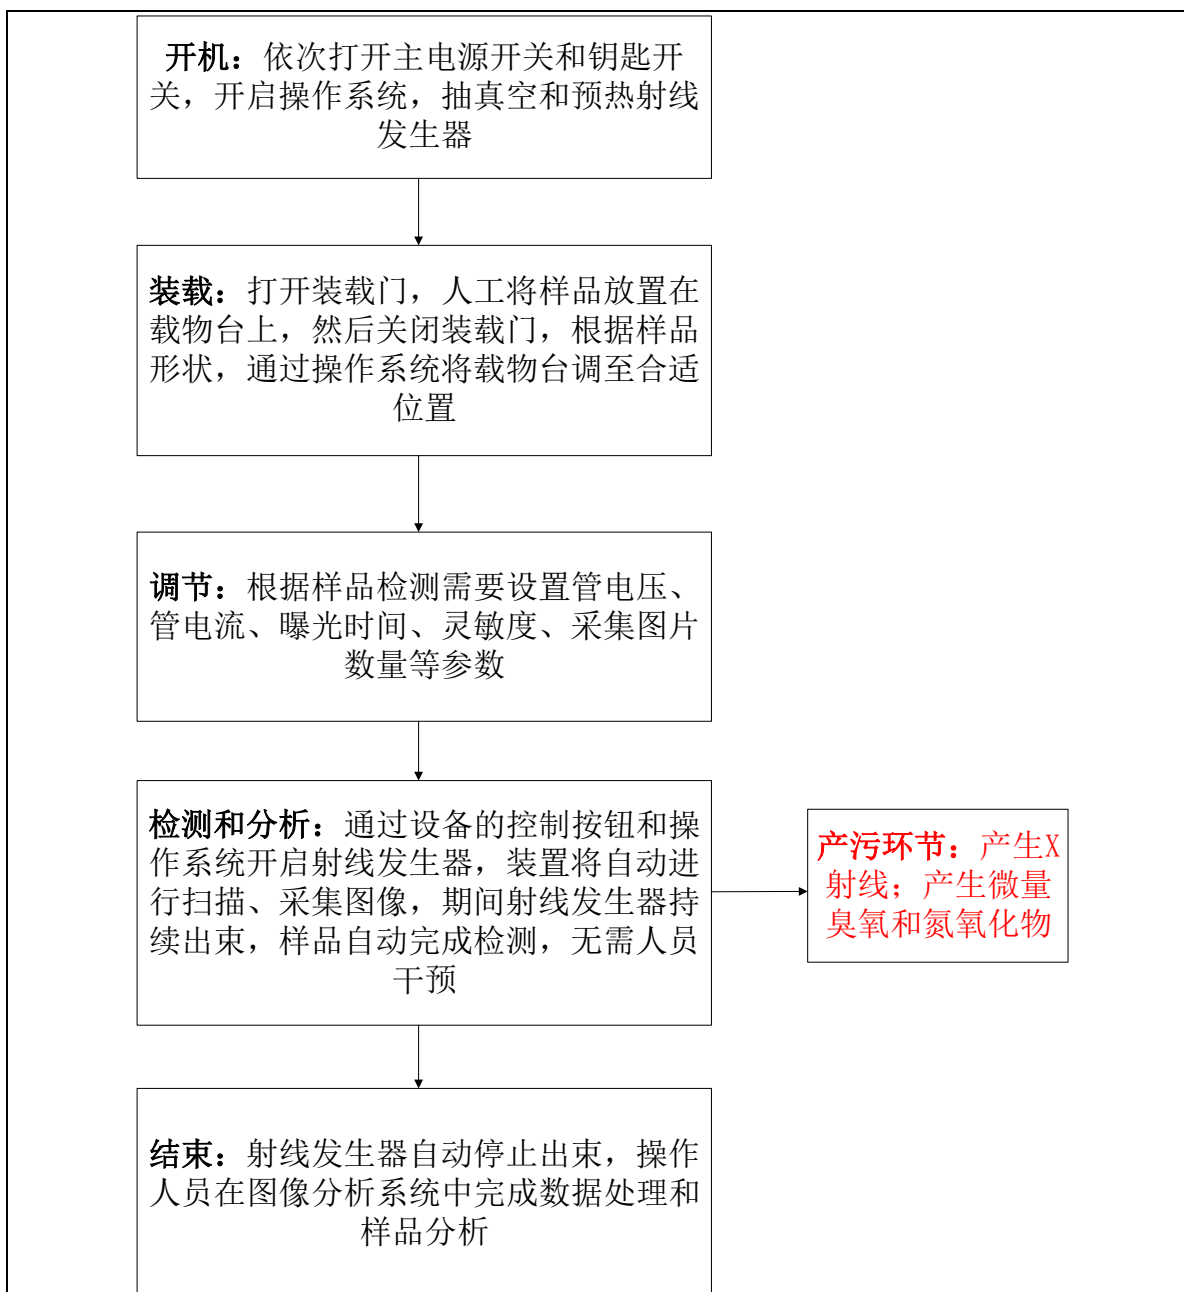 开机：依次打开主电源开关和钥匙开
关，开启操作系统，抽真空和预热射线
发生器
装载：打开装载门，人工将样品放置在
载物台上，然后关闭装载门，根据样品
形状，通过操作系统将载物台调至合适
位置
调节：根据样品检测需要设置管电压、
管电流、曝光时间、灵敏度、采集图片
数量等参数
检测和分析：通过设备的控制按钮和操
作系统开启射线发生器，装置将自动进
行扫描、采集图像，期间射线发生器持
续出束，样品自动完成检测，无需人员
干预
产污环节：产生X
射线；产生微量
臭氧和氮氧化物
结束：射线发生器自动停止出束，操作
人员在图像分析系统中完成数据处理和
样品分析